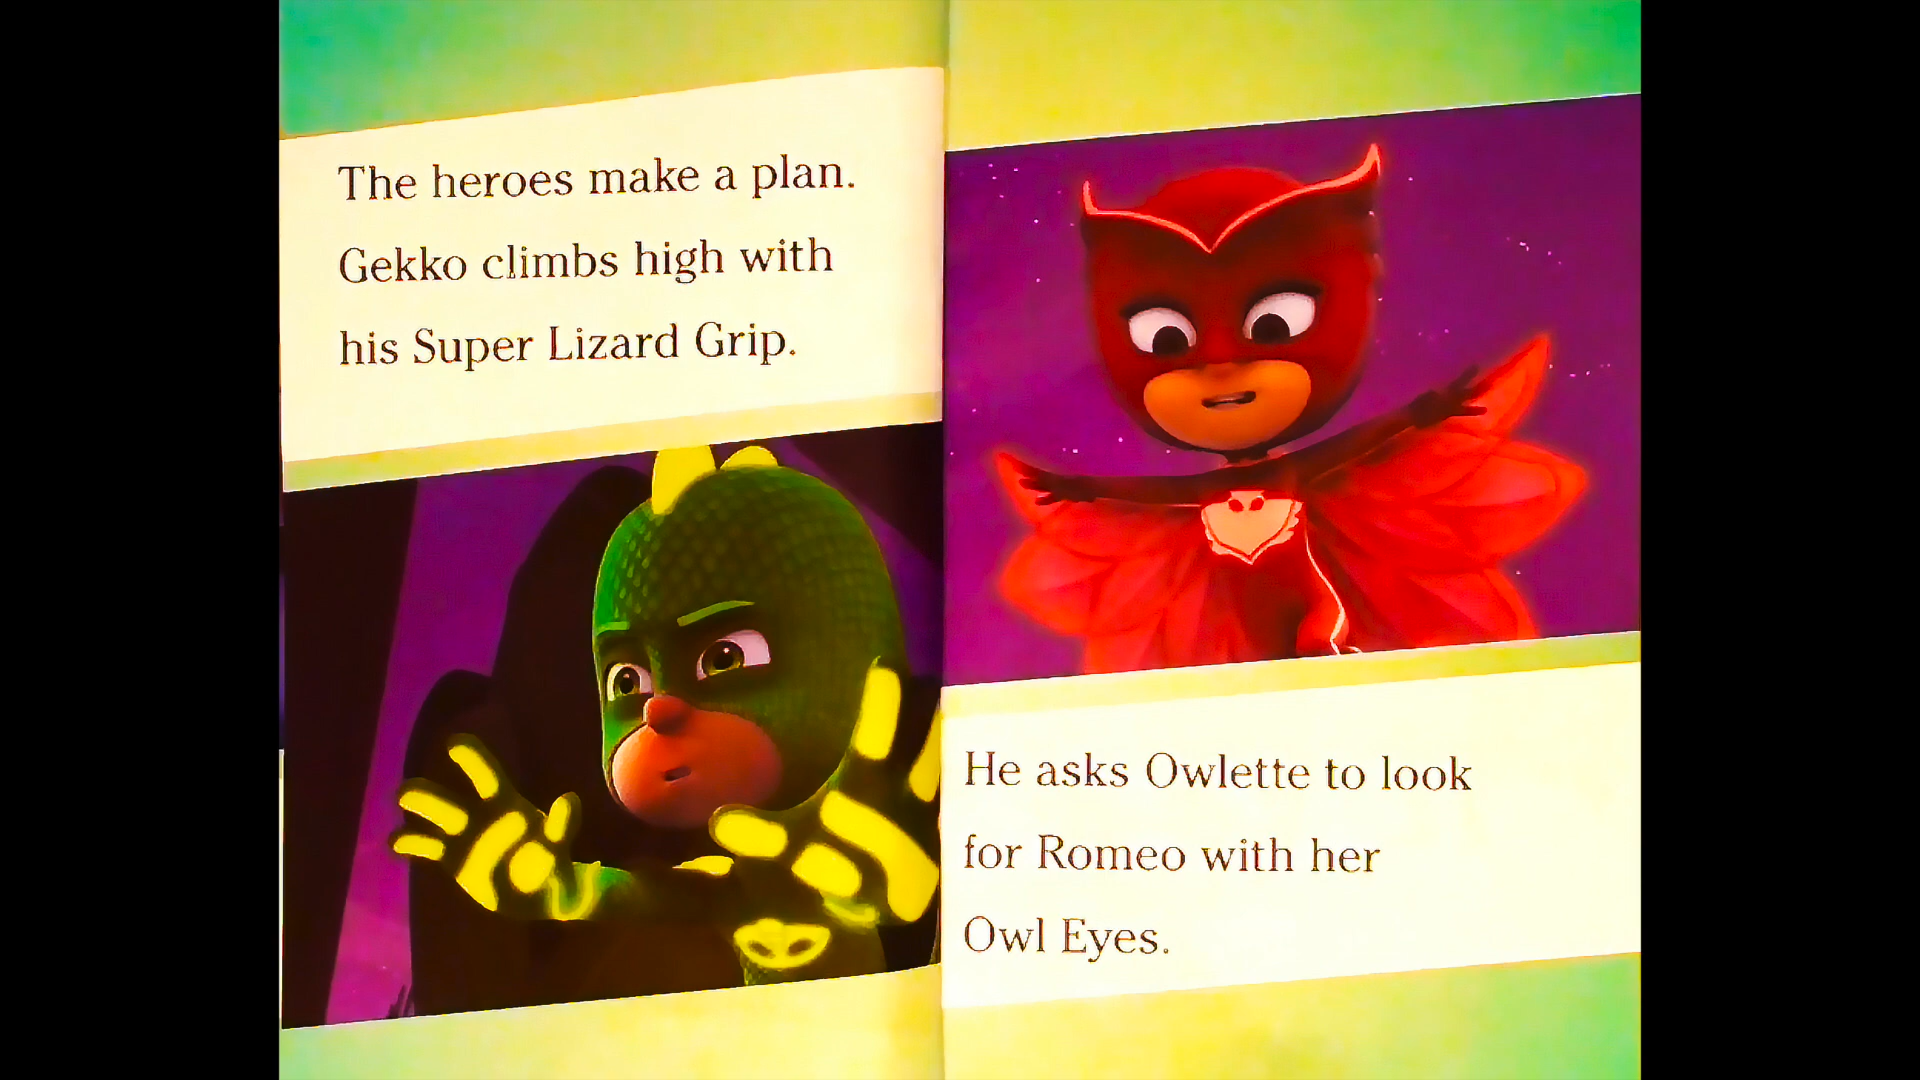 The heroes make a plan.
Gekko climbs high with
his Super Lizard Grip.
He asks Owlette to look
for Romeo with her
Owl Eyes.